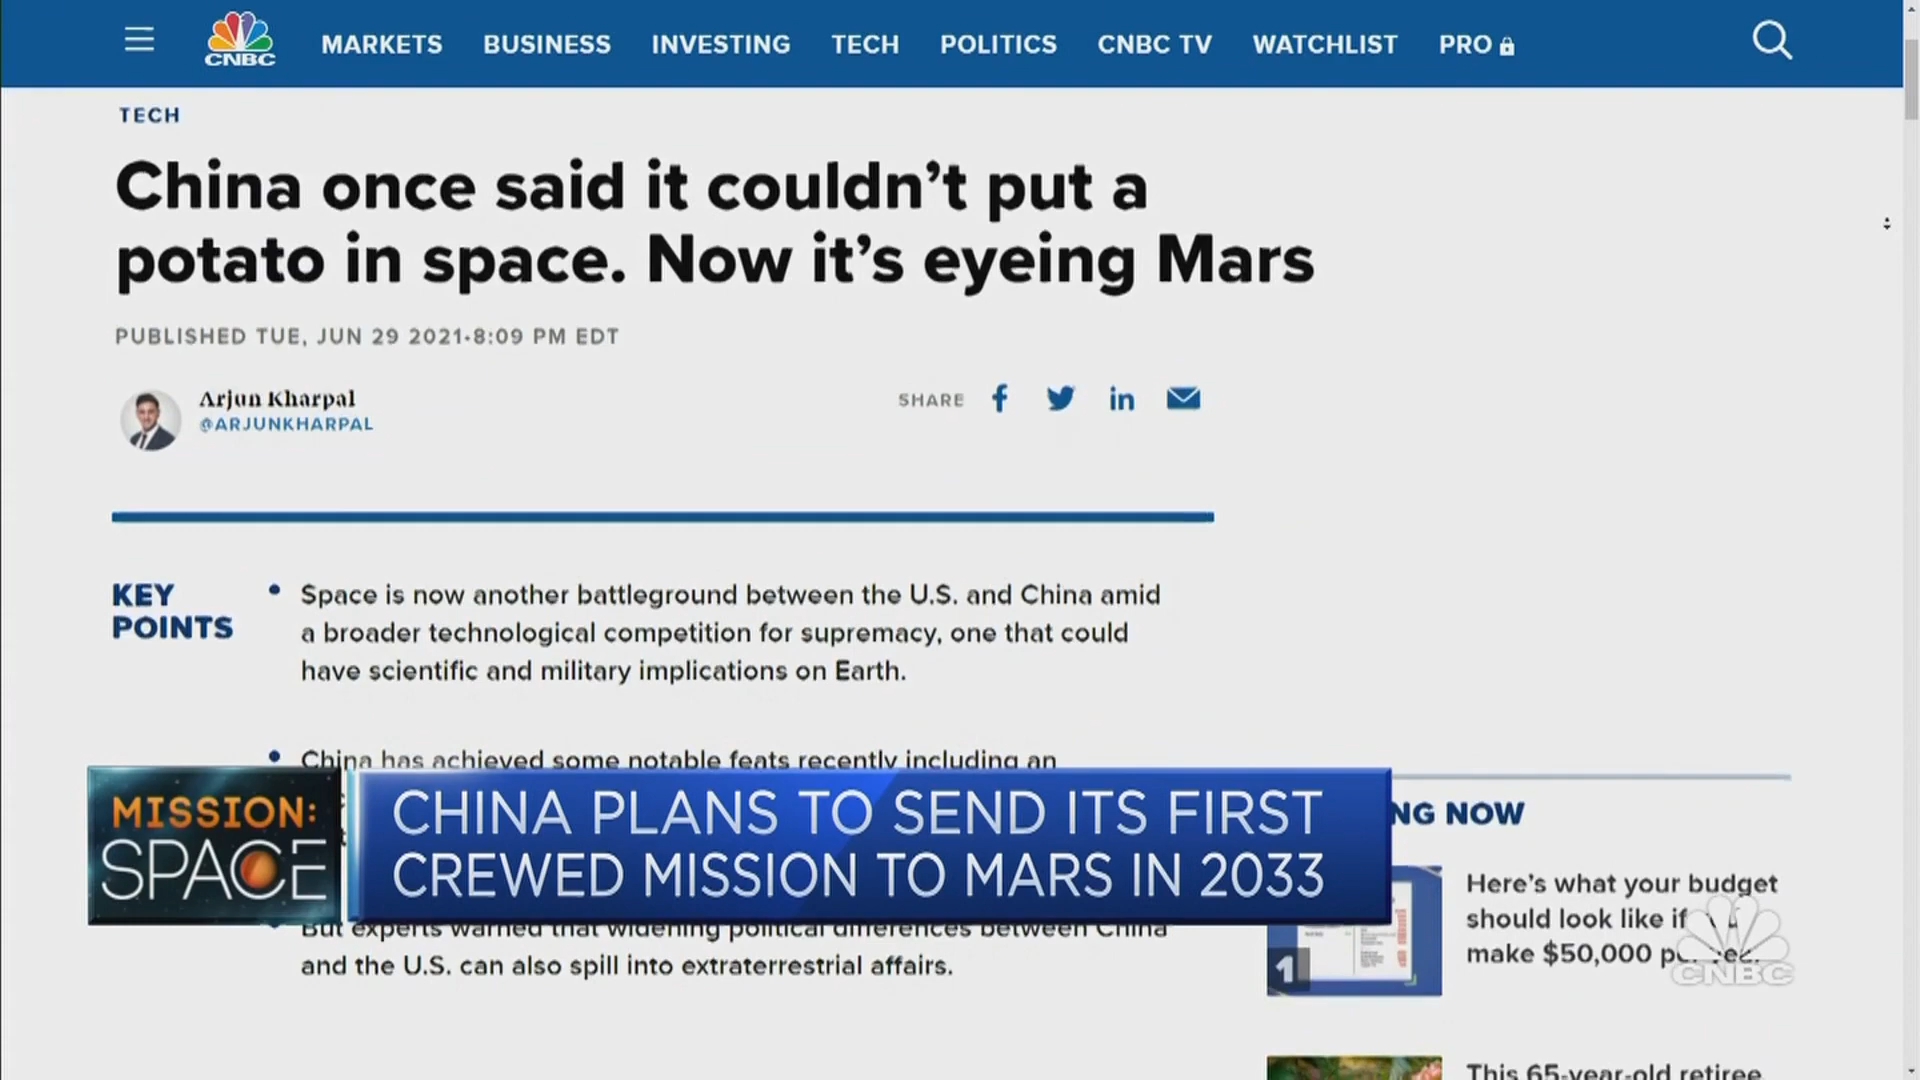 CNBC
MARKETS BUSINESS INVESTING TECH POLITICS CNBC TV WATCHLIST PRO
TECH
China once said it couldn't put a
potato in space. Now it's eyeing Mars
PUBLISHED TUE, JUN 29 2021•8:09 PM EDT
Arjun Kharpal
@ARJUNKHARPAL
SHARE
KEY
POINTS
• Space is now another battleground between the U.S. and China amid
a broader technological competition for supremacy, one that could
have scientific and military implications on Earth.
• China has achieved some notable feats recently including an
MISSION:
SPACE
CHINA PLANS TO SEND ITS FIRST
CREWED MISSION TO MARS IN 2033
But experts warned that widening political differences between China
and the U.S. can also spill into extraterrestrial affairs.
NG NOW
1
Here's what your budget
should look like if
make $50,000
CNBC
This 65-year-old retiree